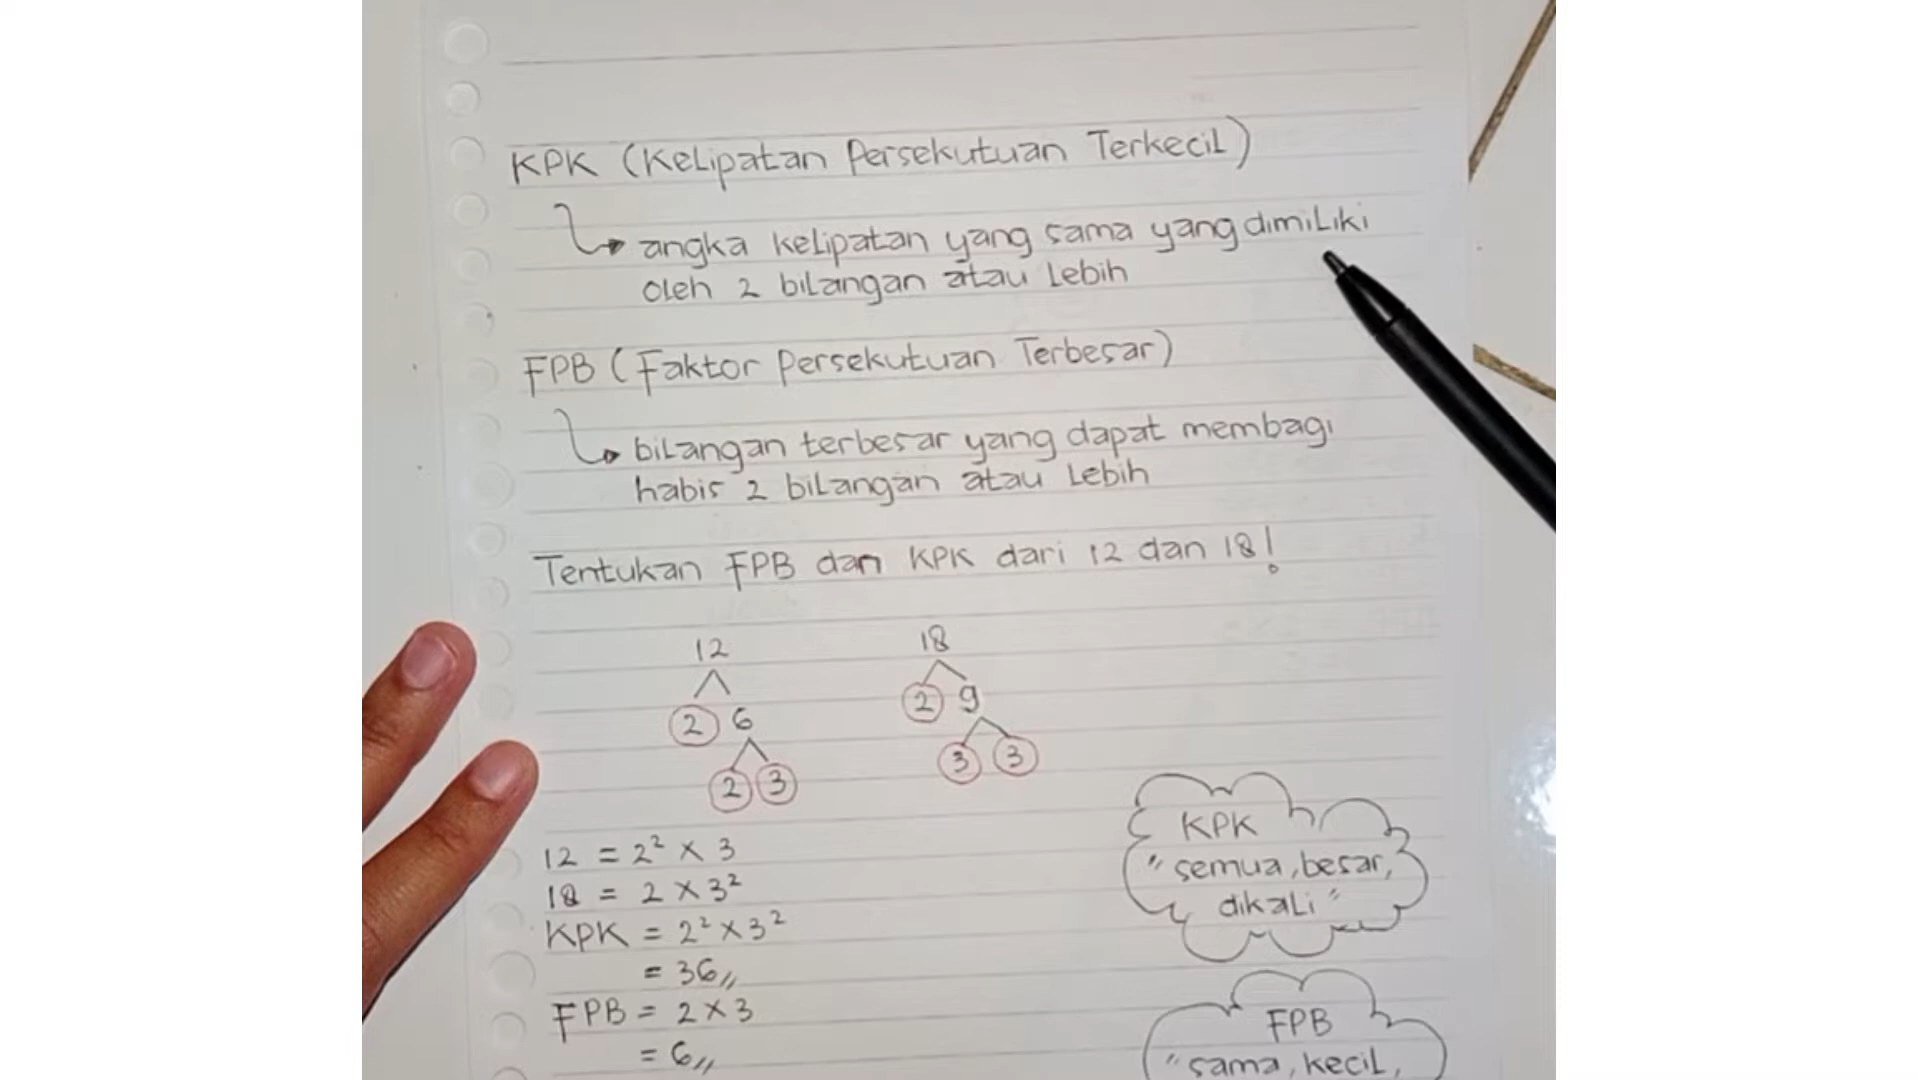 KPK (Kelipatan Persekutuan Terkecil)
angka kelipatan yang sama yang dimiliki
oleh 2 bilangan atau lebih
FPB (Faktor Persekutuan Terbesar)
bilangan terbesar yang dapat membagi
habis 2 bilangan atau lebih
Tentukan FPB dan KPK dari 12 dan 18!
12 18
2 6 2 9
2 3 3 3
12 = 2² × 3
18 = 2 × 3²
KPK = 2² × 3²
= 36,,
FPB = 2 × 3
= 6,,
KPK
"semua, besar,
dikali"
FPB
"sama, kecil,